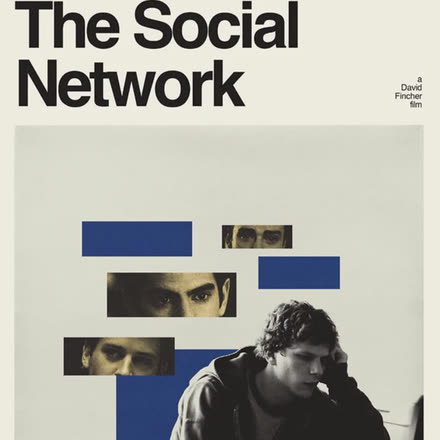 The Social
Network
a
David
Fincher
film